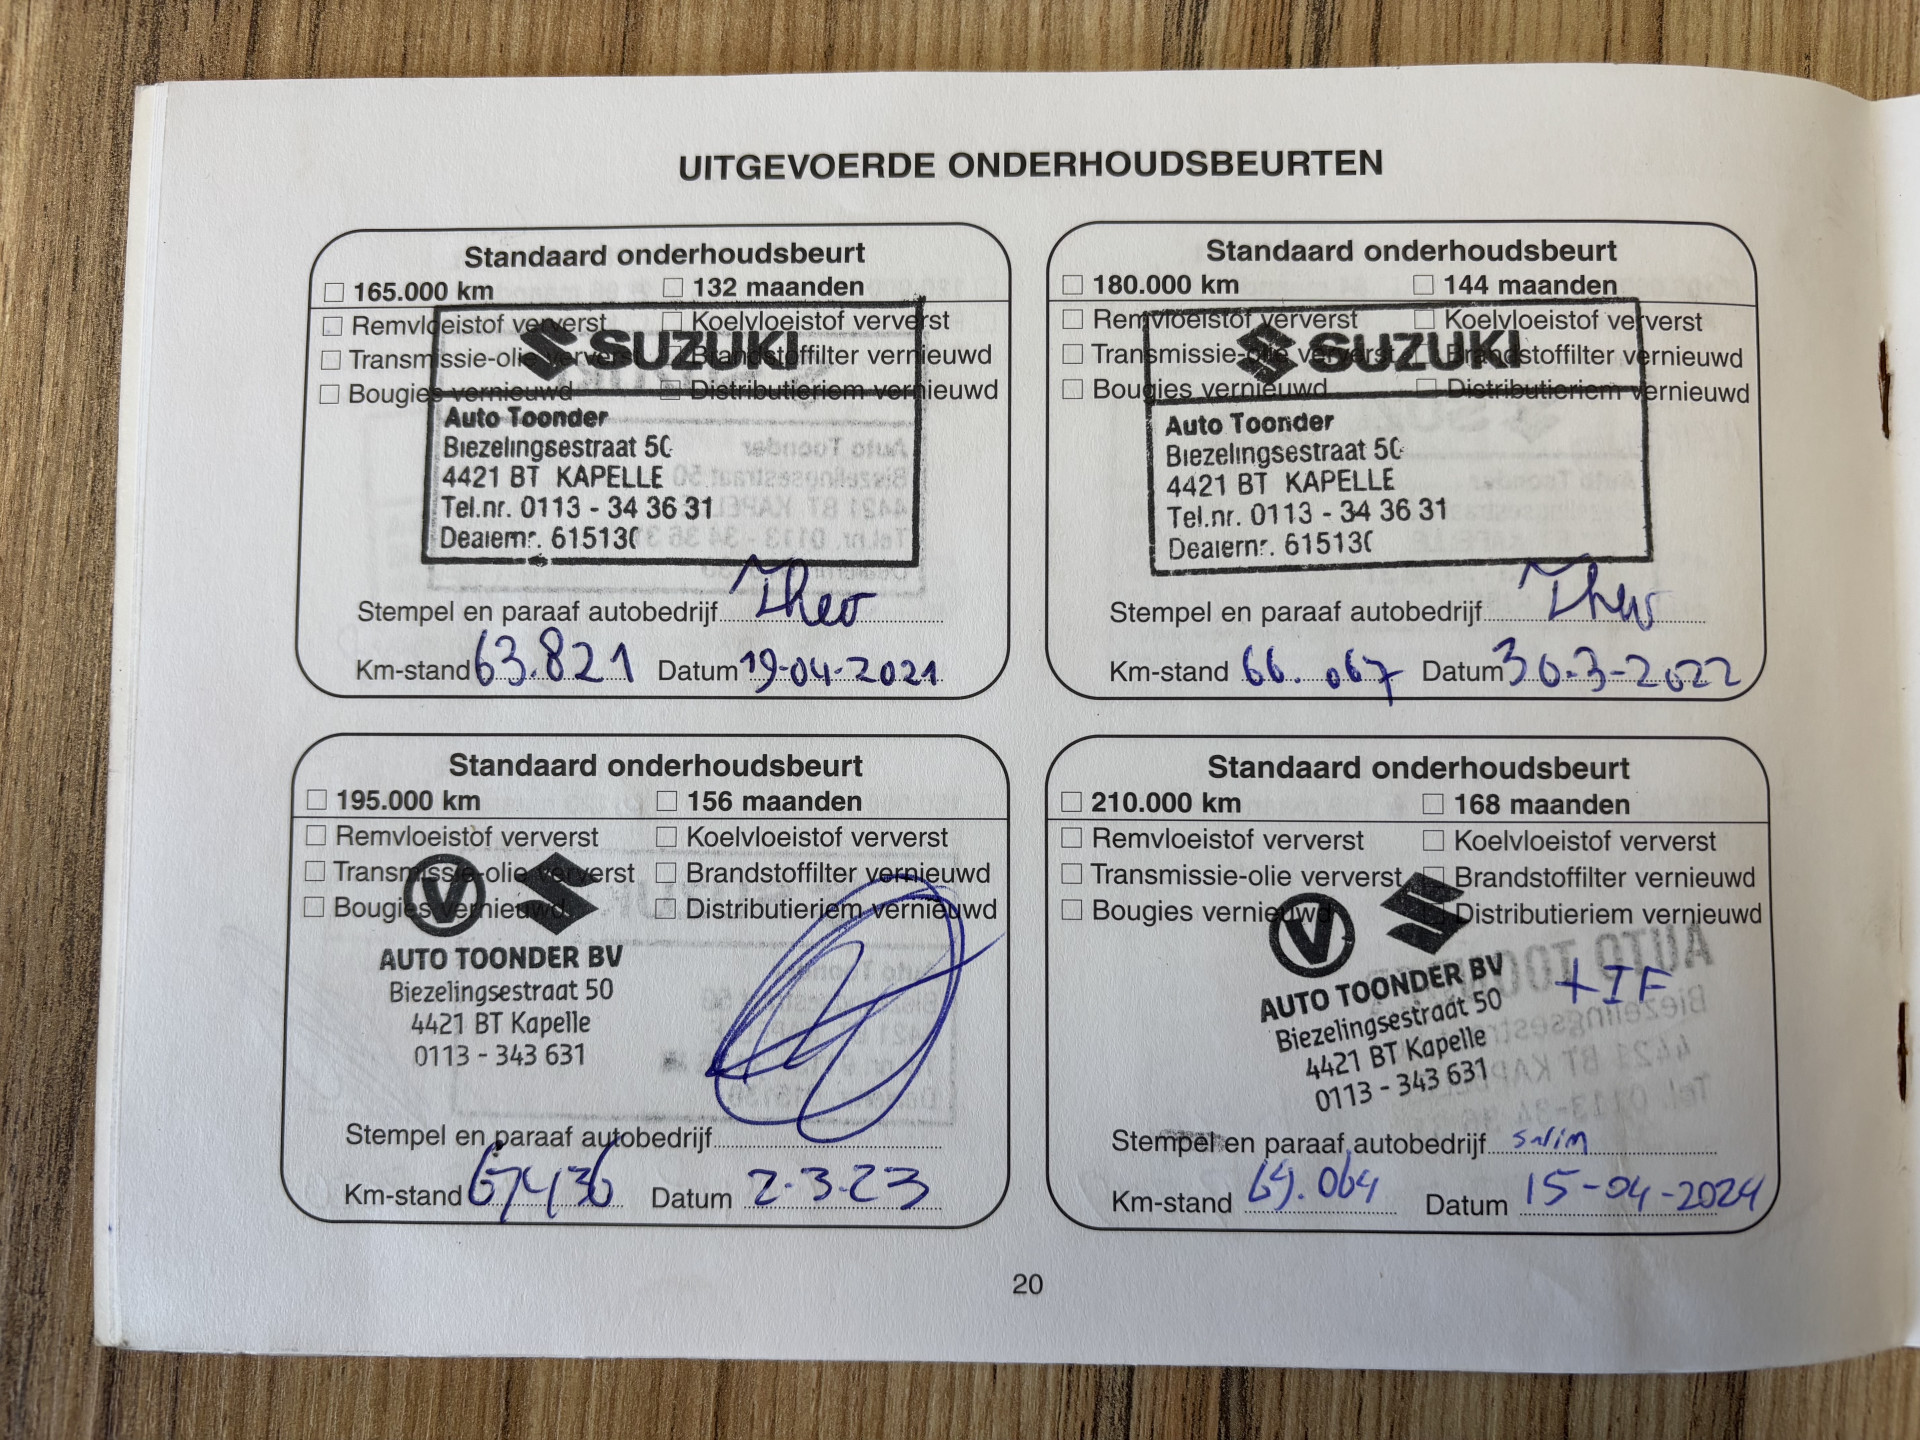 UITGEVOERDE ONDERHOUDSBEURTEN
Standaard onderhoudsbeurt
165.000 km 132 maanden
Remvloeistof ververst Koelvloeistof ververst
Transmissie-olie ververst Brandstoffilter vernieuwd
Bougies vernieuwd Distributieriem vernieuwd
SUZUKI
Auto Toonder
Biezelingsestraat 50
4421 BT KAPELLE
Tel.nr. 0113 - 34 36 31
Dealernr. 615130
Stempel en paraaf autobedrijf Theo
Km-stand 63.821 Datum 19-04-2021
Standaard onderhoudsbeurt
180.000 km 144 maanden
Remvloeistof ververst Koelvloeistof ververst
Transmissie-olie ververst Brandstoffilter vernieuwd
Bougies vernieuwd Distributieriem vernieuwd
SUZUKI
Auto Toonder
Biezelingsestraat 50
4421 BT KAPELLE
Tel.nr. 0113 - 34 36 31
Dealernr. 615130
Stempel en paraaf autobedrijf Theo
Km-stand 66.067 Datum 30-3-2022
Standaard onderhoudsbeurt
195.000 km 156 maanden
Remvloeistof ververst Koelvloeistof ververst
Transmissie-olie ververst Brandstoffilter vernieuwd
Bougies vernieuwd Distributieriem vernieuwd
AUTO TOONDER BV
Biezelingsestraat 50
4421 BT Kapelle
0113 - 343 631
Stempel en paraaf autobedrijf
Km-stand 67436 Datum 2-3-23
Standaard onderhoudsbeurt
210.000 km 168 maanden
Remvloeistof ververst Koelvloeistof ververst
Transmissie-olie ververst Brandstoffilter vernieuwd
Bougies vernieuwd Distributieriem vernieuwd
AUTO TOONDER BV
+IF
Biezelingsestraat 50
4421 BT Kapelle
0113 - 343 631
Stempel en paraaf autobedrijf salim
Km-stand 69.064 Datum 15-04-2024
20